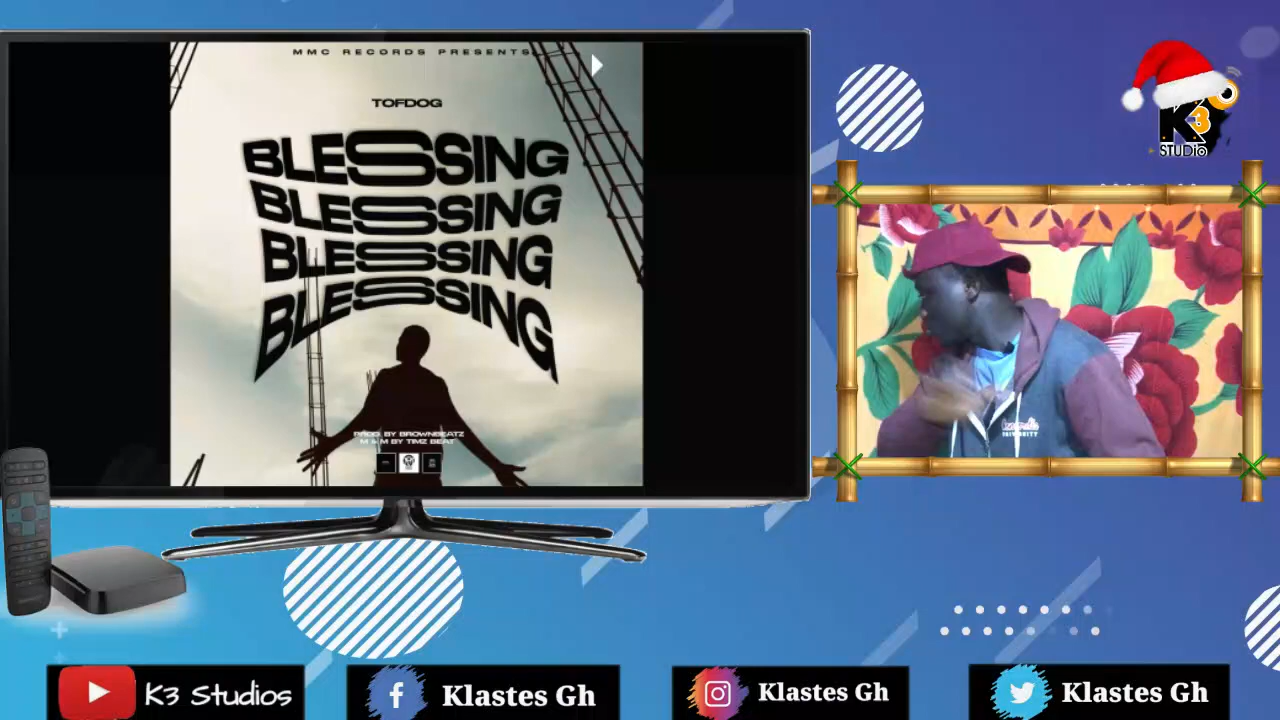 MMC RECORDS PRESENTS
TOFDOG
BLESSING
BLESSING
BLESSING
BLESSING
PROD. BY BROWNBEATZ
M & M BY TIMZ BEAT
K3
STUDio
K3 Studios
Klastes Gh
Klastes Gh
Klastes Gh